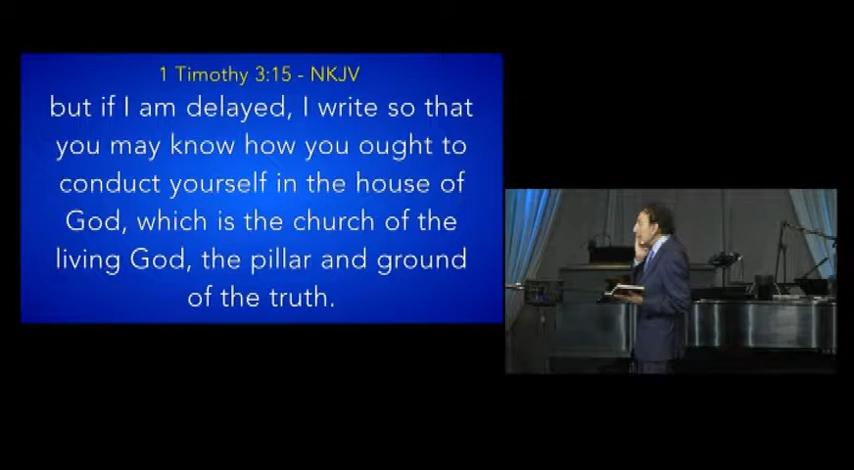 1 Timothy 3:15 - NKJV
but if I am delayed, I write so that
you may know how you ought to
conduct yourself in the house of
God, which is the church of the
living God, the pillar and ground
of the truth.